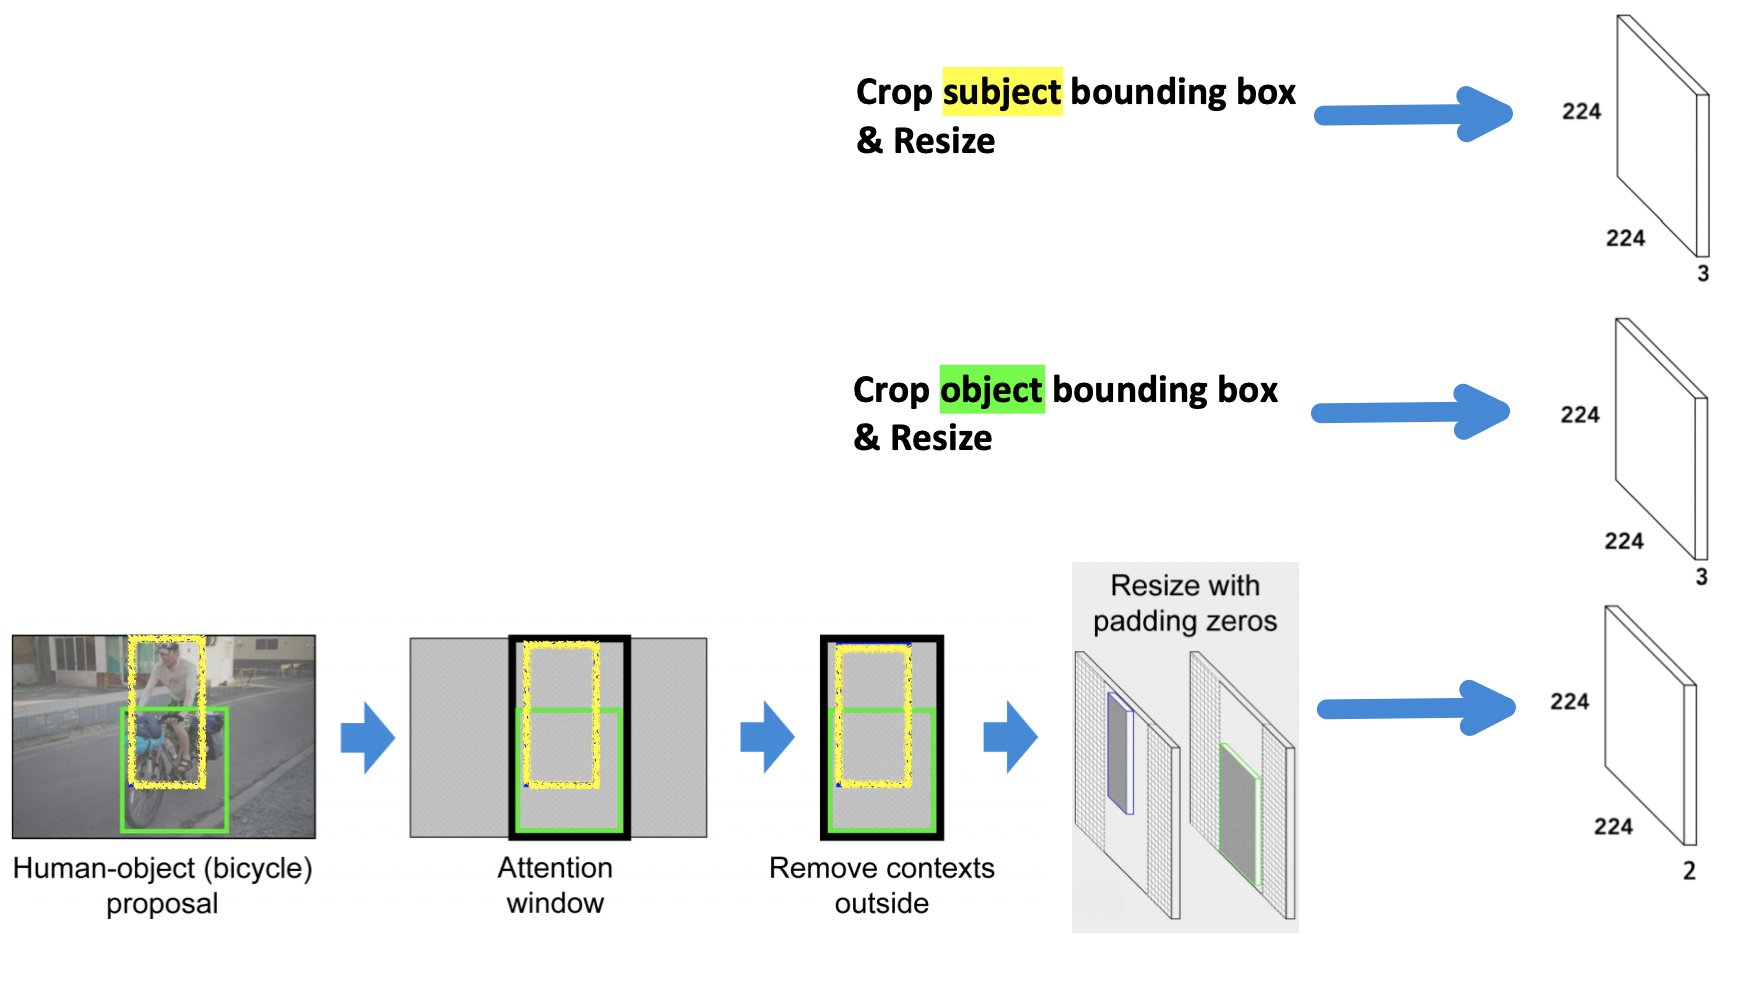 Crop subject bounding box
& Resize
224
224
3
Crop object bounding box
& Resize
224
224
3
Resize with
padding zeros
224
224
2
Human-object (bicycle)
proposal
Attention
window
Remove contexts
outside